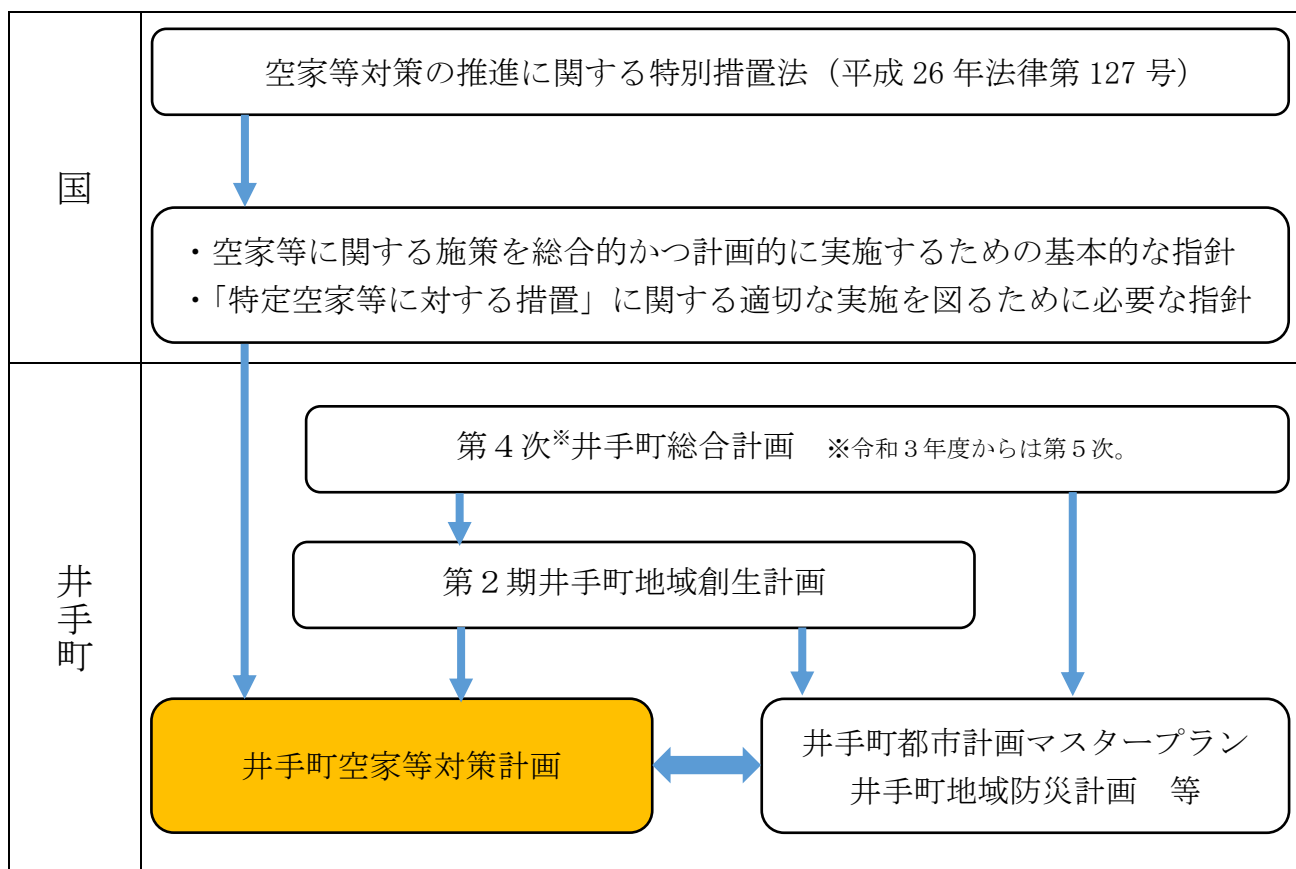 国
空家等対策の推進に関する特別措置法（平成 26 年法律第 127 号）
・空家等に関する施策を総合的かつ計画的に実施するための基本的な指針
・「特定空家等に対する措置」に関する適切な実施を図るために必要な指針
井手町
第４次※井手町総合計画　※令和３年度からは第５次。
第２期井手町地域創生計画
井手町空家等対策計画
井手町都市計画マスタープラン
井手町地域防災計画　等